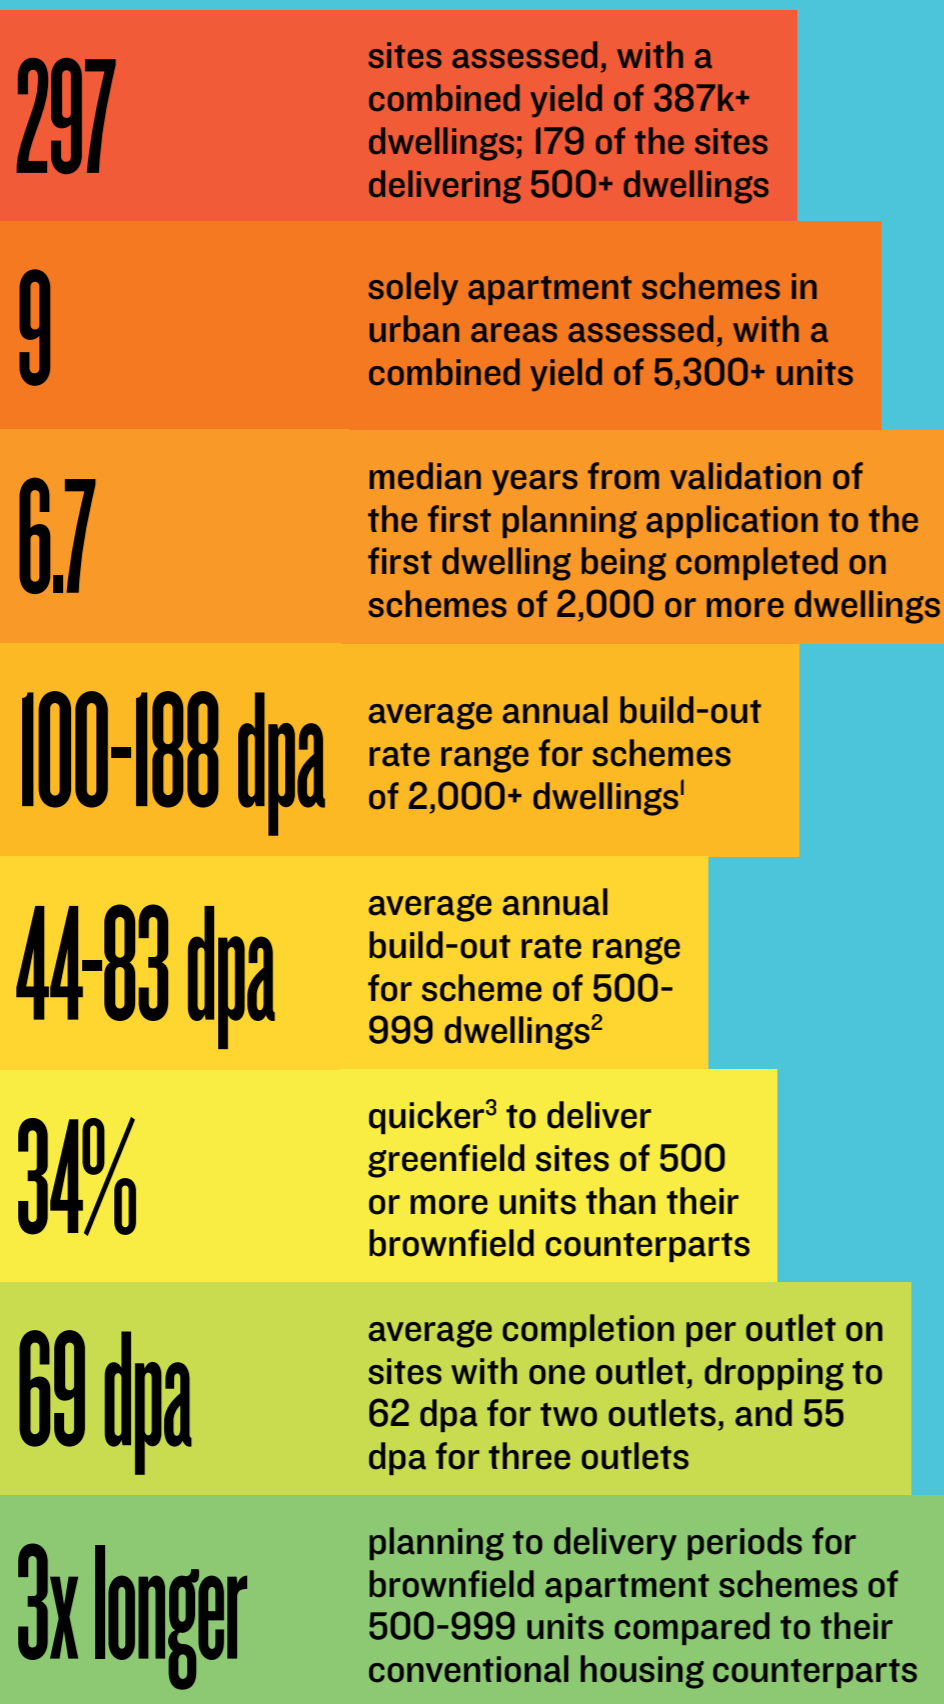 297
sites assessed, with a
combined yield of 387k+
dwellings; 179 of the sites
delivering 500+ dwellings
9
solely apartment schemes in
urban areas assessed, with a
combined yield of 5,300+ units
6.7
median years from validation of
the first planning application to the
first dwelling being completed on
schemes of 2,000 or more dwellings
100-188 dpa
average annual build-out
rate range for schemes
of 2,000+ dwellings¹
44-83 dpa
average annual
build-out rate range
for scheme of 500-
999 dwellings²
34%
quicker³ to deliver
greenfield sites of 500
or more units than their
brownfield counterparts
69 dpa
average completion per outlet on
sites with one outlet, dropping to
62 dpa for two outlets, and 55
dpa for three outlets
3x longer
planning to delivery periods for
brownfield apartment schemes of
500-999 units compared to their
conventional housing counterparts